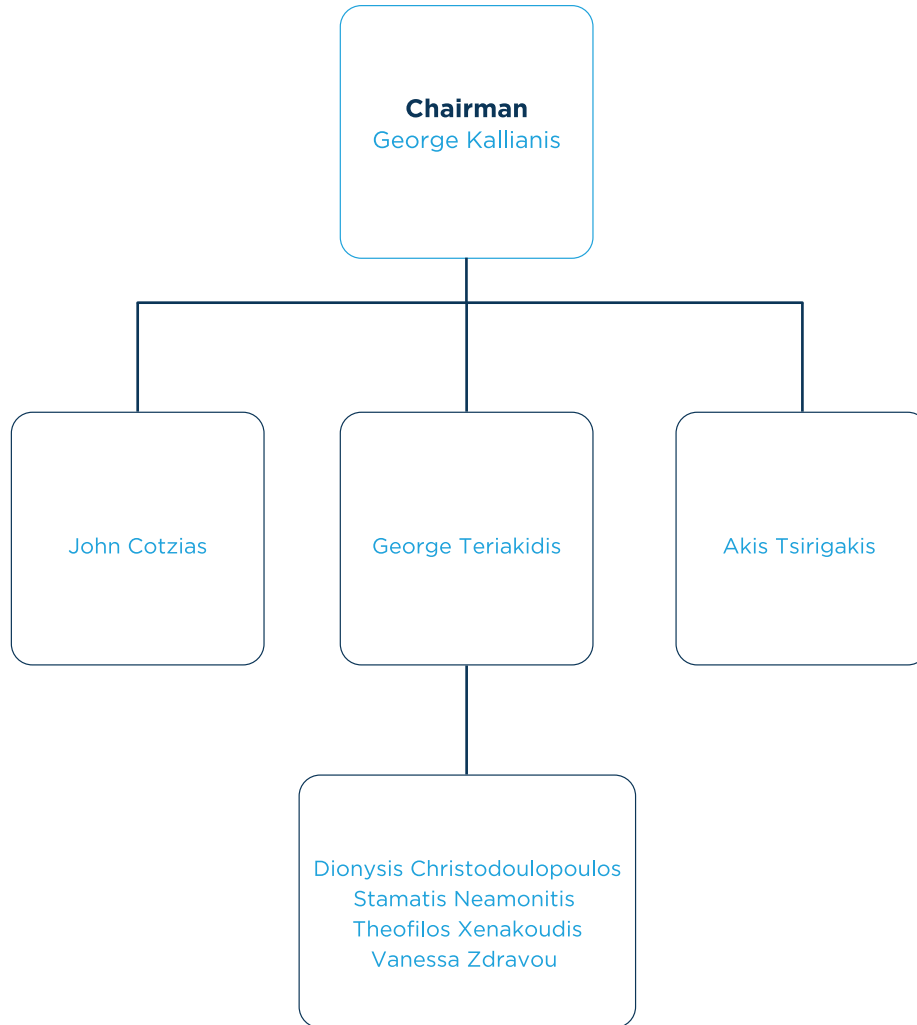 Chairman
George Kallianis
John Cotzias
George Teriakidis
Akis Tsirigakis
Dionysis Christodoulopoulos
Stamatis Neamonitis
Theofilos Xenakoudis
Vanessa Zdravou